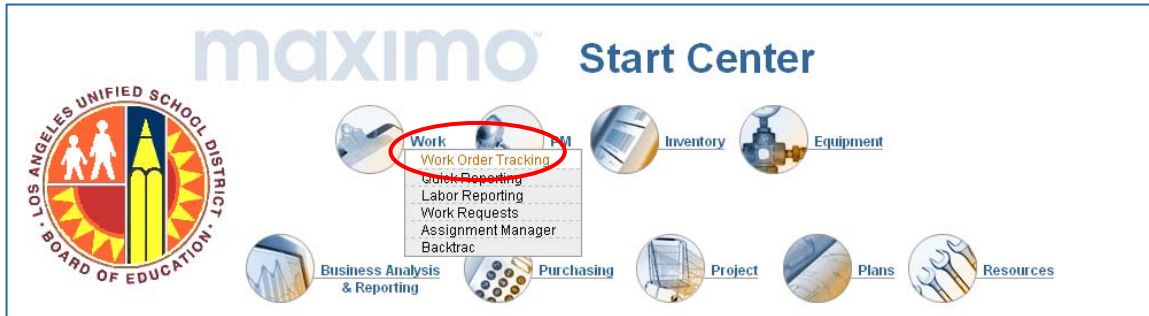 maximo™ Start Center
LOS ANGELES UNIFIED SCHOOL DISTRICT · BOARD OF EDUCATION ·
Work
PM
Inventory
Equipment
Work Order Tracking
Quick Reporting
Labor Reporting
Work Requests
Assignment Manager
Backtrac
Business Analysis
& Reporting
Purchasing
Project
Plans
Resources